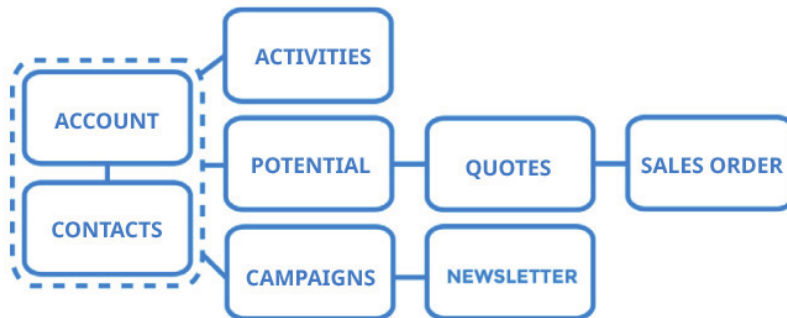 ACTIVITIES
ACCOUNT
POTENTIAL
QUOTES
SALES ORDER
CONTACTS
CAMPAIGNS
NEWSLETTER